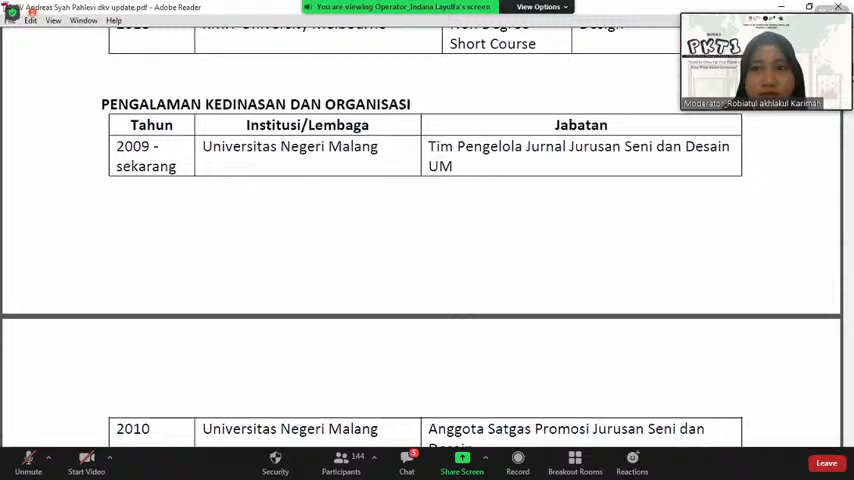 Andreas Syah Pahlevi dkv update.pdf - Adobe Reader
You are viewing Operator_Indana Layulfa's screen
View Options
File Edit View Window Help
Short Course
PKTI
Moderator_Robiatul akhlakul Karimah
PENGALAMAN KEDINASAN DAN ORGANISASI
Tahun Institusi/Lembaga Jabatan
2009 - Universitas Negeri Malang Tim Pengelola Jurnal Jurusan Seni dan Desain
sekarang UM
2010 Universitas Negeri Malang Anggota Satgas Promosi Jurusan Seni dan
144 5
Unmute Start Video Security Participants Chat Share Screen Record Breakout Rooms Reactions Leave